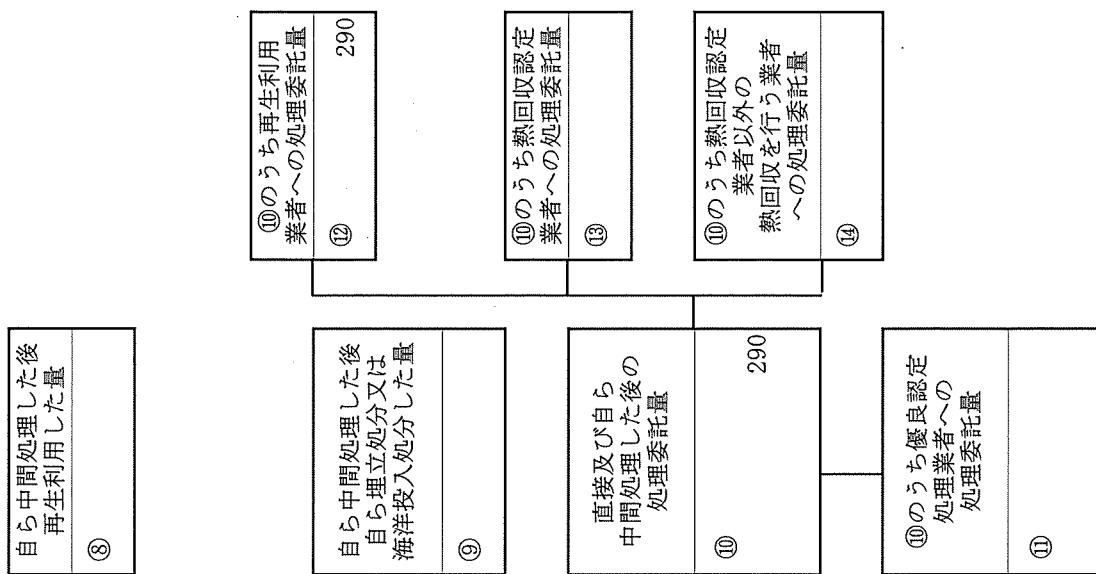 自ら中間処理した後
再生利用した量
⑧
自ら中間処理した後
自ら埋立処分又は
海洋投入処分した量
⑨
直接及び自ら
中間処理した後の
処理委託量
⑩ 290
⑩のうち優良認定
処理業者への
処理委託量
⑪
⑩のうち再生利用
業者への処理委託量
⑫ 290
⑩のうち熱回収認定
業者への処理委託量
⑬
⑩のうち熱回収認定
業者以外の
熱回収を行う業者
への処理委託量
⑭